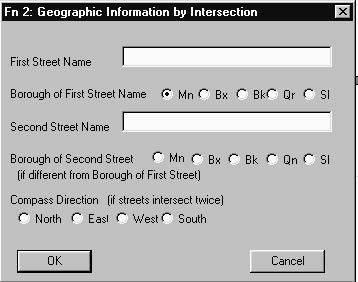 Fn 2: Geographic Information by Intersection
First Street Name
Borough of First Street Name Mn Bx Bk Qr SI
Second Street Name
Borough of Second Street Mn Bx Bk Qn SI
(if different from Borough of First Street)
Compass Direction (if streets intersect twice)
North East West South
OK Cancel